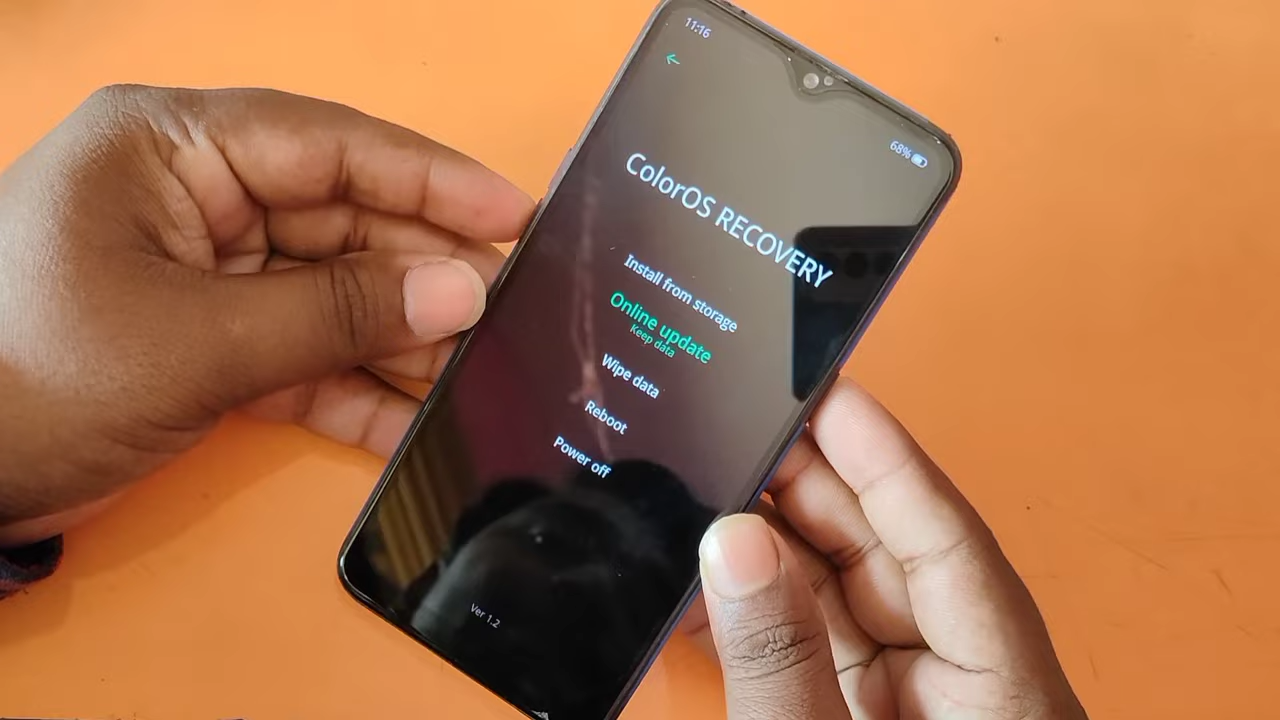 11:16
68%
ColorOS RECOVERY
Install from storage
Online update
Keep data
Wipe data
Reboot
Power off
Ver 1.2